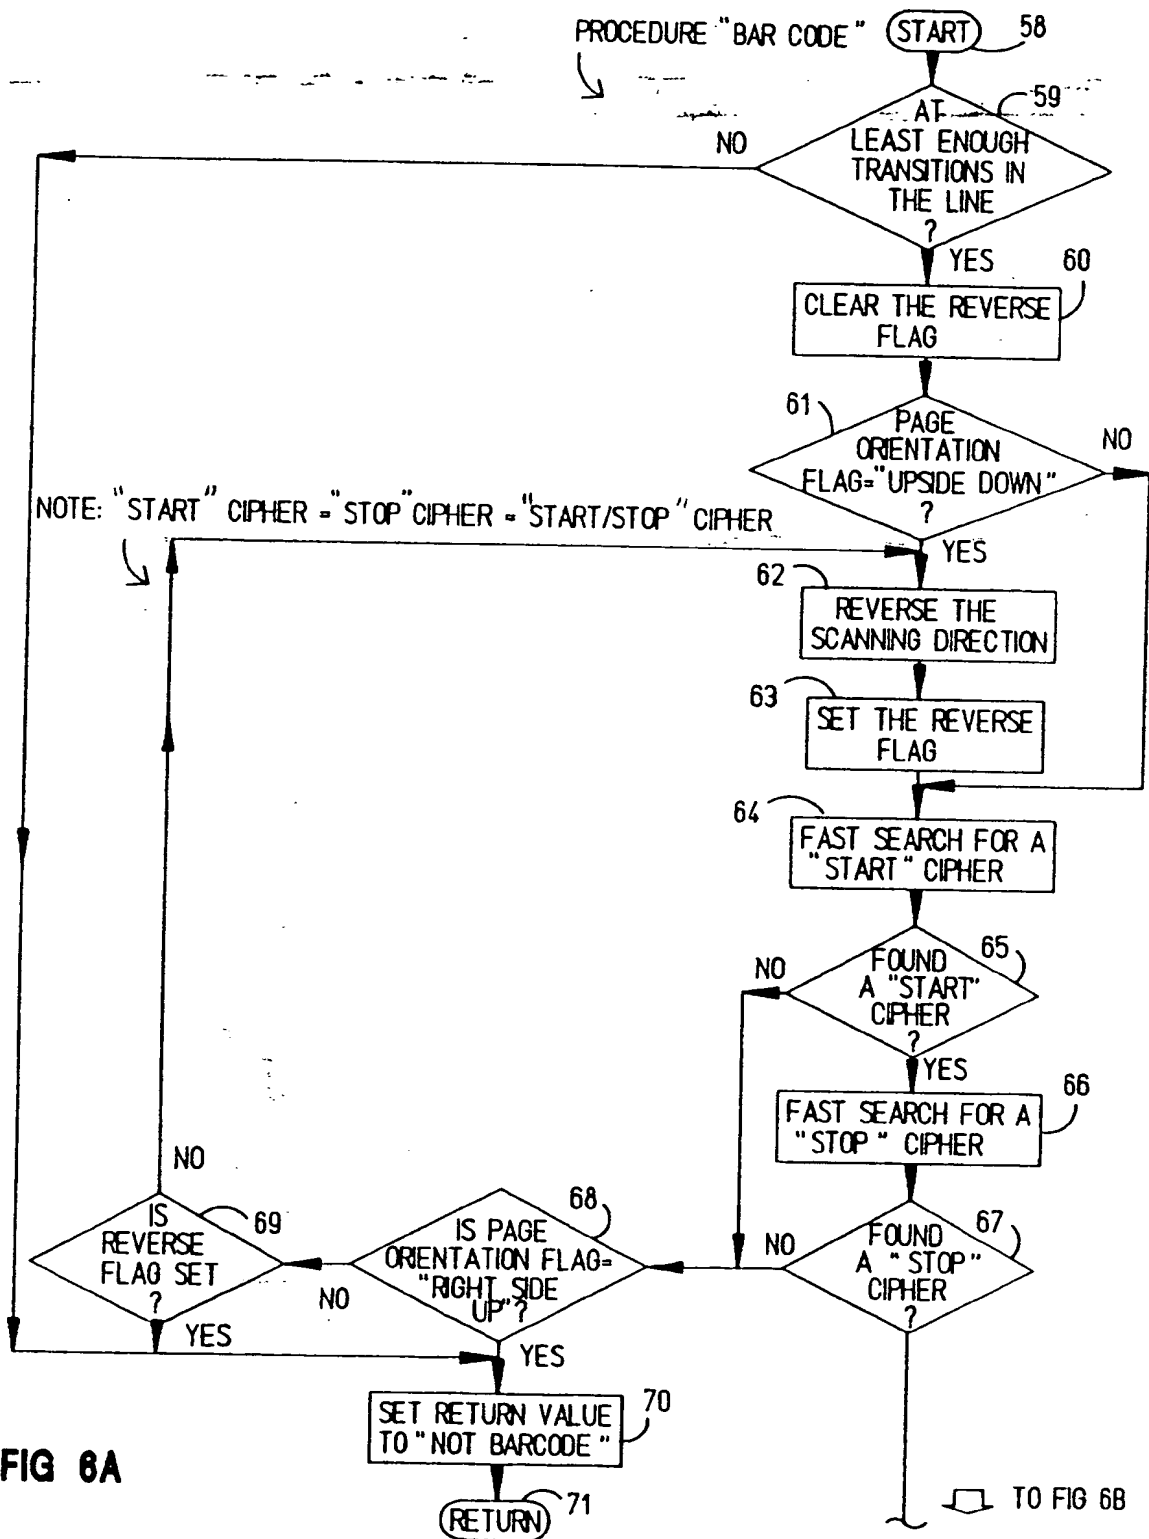 PROCEDURE "BAR CODE"
START
58
59
AT
LEAST ENOUGH
TRANSITIONS IN
THE LINE
?
NO
YES
60
CLEAR THE REVERSE
FLAG
61
PAGE
ORIENTATION
FLAG="UPSIDE DOWN"
?
NO
YES
NOTE: "START" CIPHER = "STOP" CIPHER = "START/STOP" CIPHER
62
REVERSE THE
SCANNING DIRECTION
63
SET THE REVERSE
FLAG
64
FAST SEARCH FOR A
"START" CIPHER
65
FOUND
A "START"
CIPHER
?
NO
YES
66
FAST SEARCH FOR A
"STOP" CIPHER
67
FOUND
A "STOP"
CIPHER
?
NO
68
IS PAGE
ORIENTATION FLAG=
"RIGHT SIDE
UP"?
NO
YES
69
IS
REVERSE
FLAG SET
?
NO
YES
70
SET RETURN VALUE
TO "NOT BARCODE"
71
RETURN
FIG 6A
TO FIG 6B